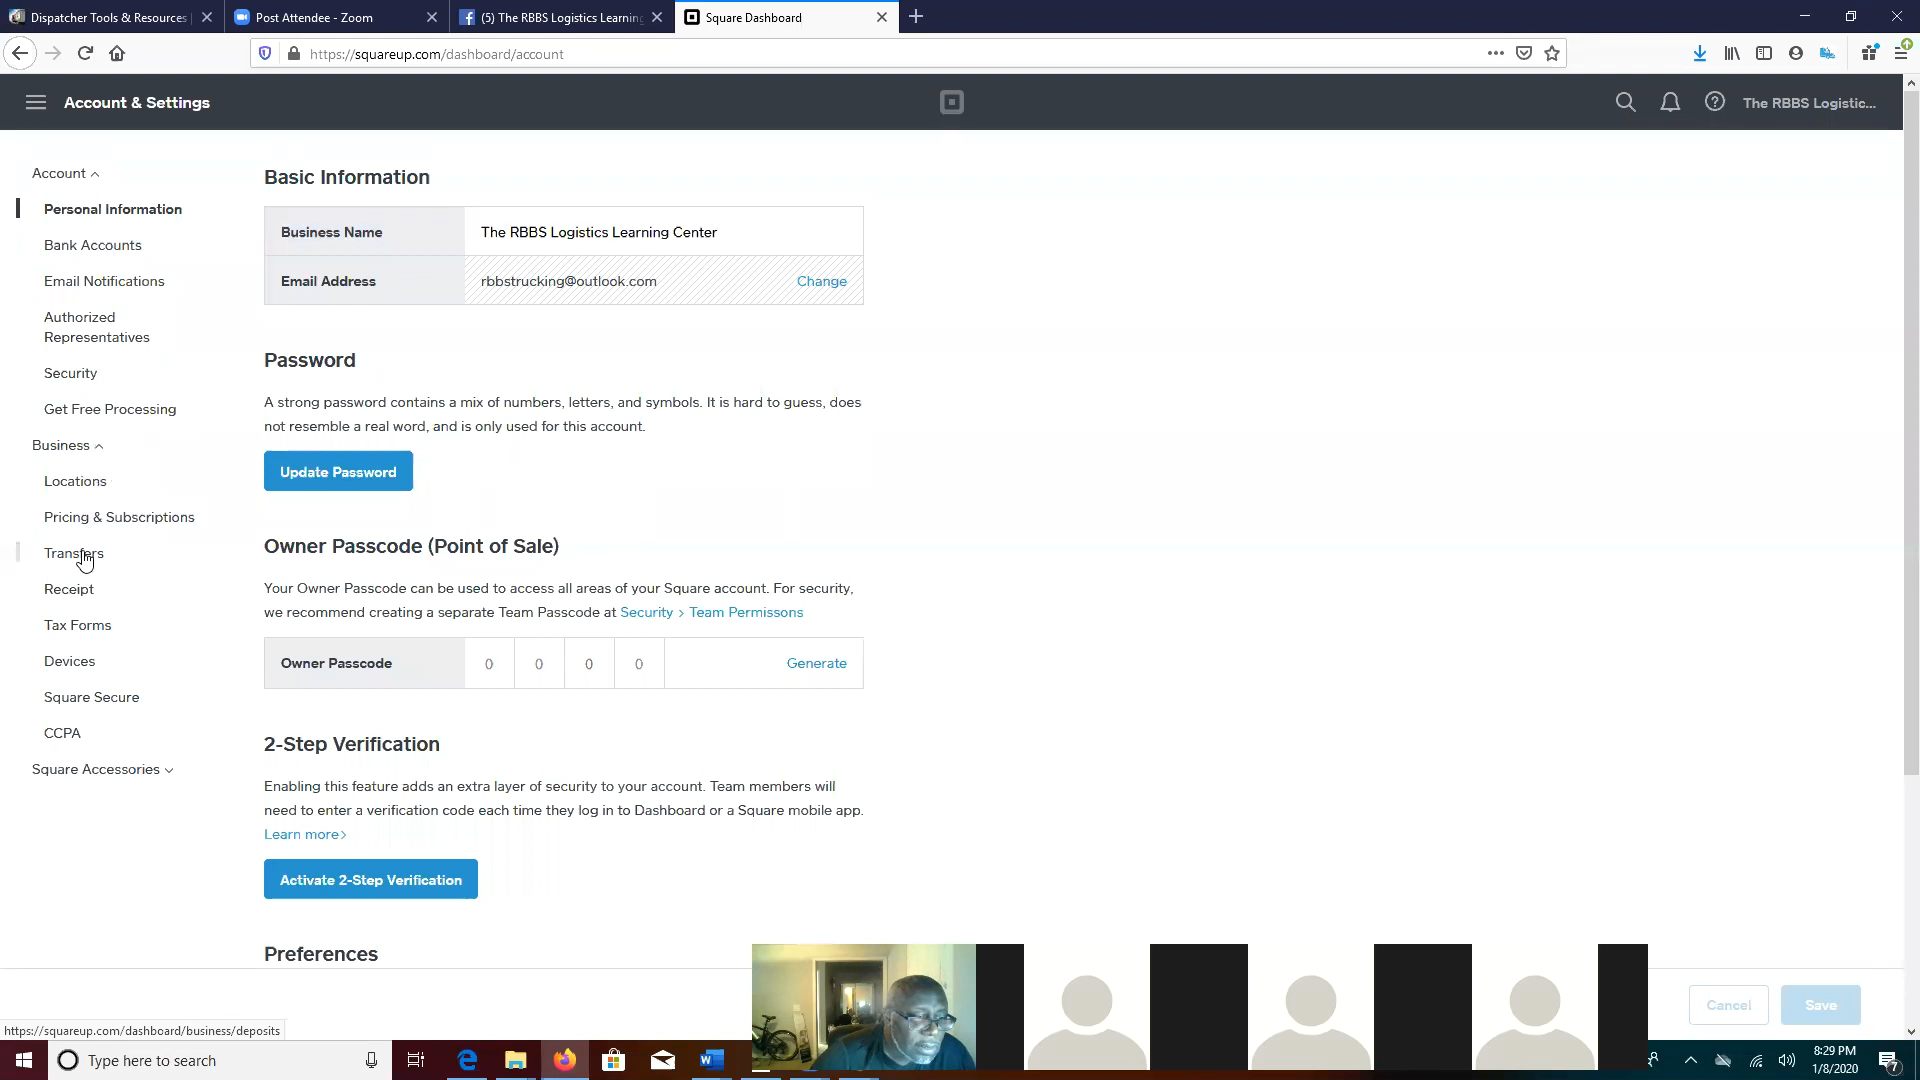 Dispatcher Tools & Resources
Post Attendee - Zoom
(5) The RBBS Logistics Learning
Square Dashboard
https://squareup.com/dashboard/account
Account & Settings
The RBBS Logistic...
Account
Personal Information
Bank Accounts
Email Notifications
Authorized
Representatives
Security
Get Free Processing
Business
Locations
Pricing & Subscriptions
Transfers
Receipt
Tax Forms
Devices
Square Secure
CCPA
Square Accessories
Basic Information
Business Name
The RBBS Logistics Learning Center
Email Address
rbbstrucking@outlook.com
Change
Password
A strong password contains a mix of numbers, letters, and symbols. It is hard to guess, does
not resemble a real word, and is only used for this account.
Update Password
Owner Passcode (Point of Sale)
Your Owner Passcode can be used to access all areas of your Square account. For security,
we recommend creating a separate Team Passcode at Security > Team Permissons
Owner Passcode
0 0 0 0
Generate
2-Step Verification
Enabling this feature adds an extra layer of security to your account. Team members will
need to enter a verification code each time they log in to Dashboard or a Square mobile app.
Learn more>
Activate 2-Step Verification
Preferences
Cancel
Save
https://squareup.com/dashboard/business/deposits
Type here to search
8:29 PM
1/8/2020
7